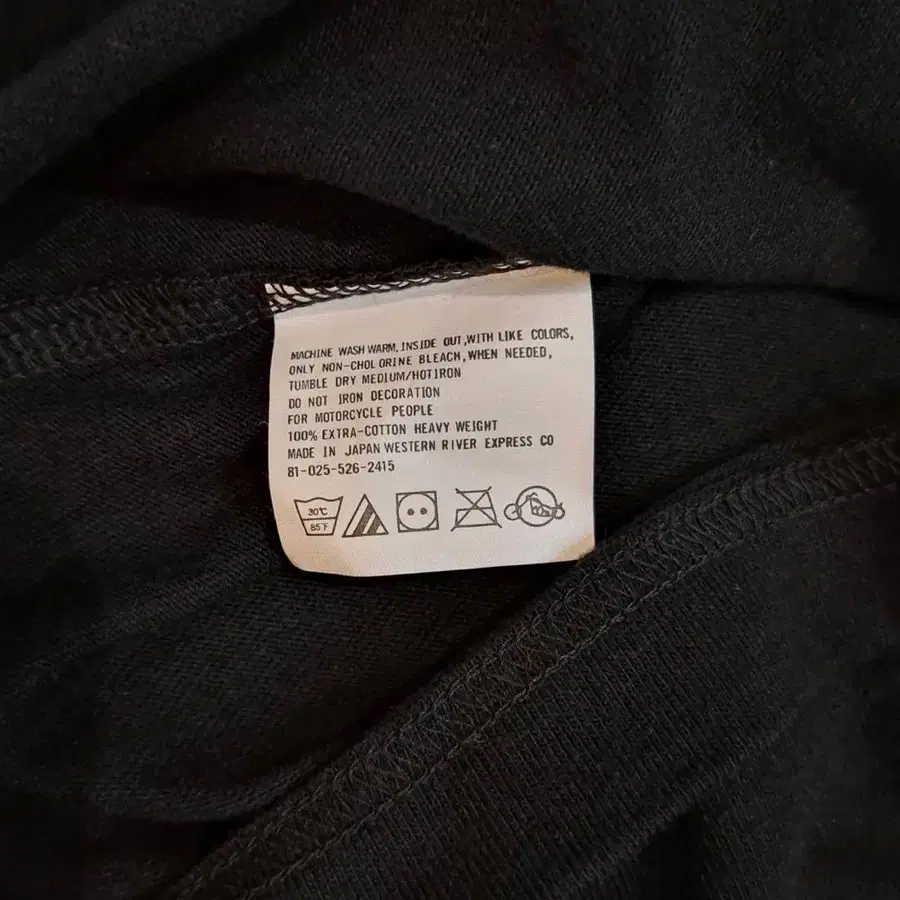 MACHINE WASH WARM, INSIDE OUT, WITH LIKE COLORS,
ONLY NON-CHOLORINE BLEACH, WHEN NEEDED,
TUMBLE DRY MEDIUM/HOTIRON
DO NOT IRON DECORATION
FOR MOTORCYCLE PEOPLE
100% EXTRA-COTTON HEAVY WEIGHT
MADE IN JAPAN WESTERN RIVER EXPRESS CO
81-025-526-2415
30℃
85°F